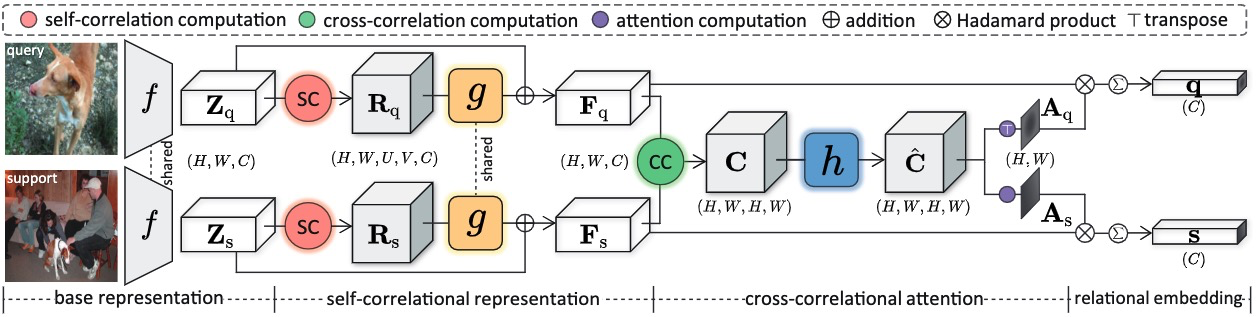 self-correlation computation cross-correlation computation attention computation ⊕ addition ⊗ Hadamard product ⊤ transpose
query
f
Z_q
SC
R_q
g
F_q
(H, W, C)
(H, W, U, V, C)
(H, W, C)
shared
shared
CC
C
h
Ĉ
(H, W, H, W)
(H, W, H, W)
⊤
A_q
(H, W)
A_s
Σ
q
(C)
support
f
Z_s
SC
R_s
g
F_s
Σ
s
(C)
base representation self-correlational representation cross-correlational attention relational embedding